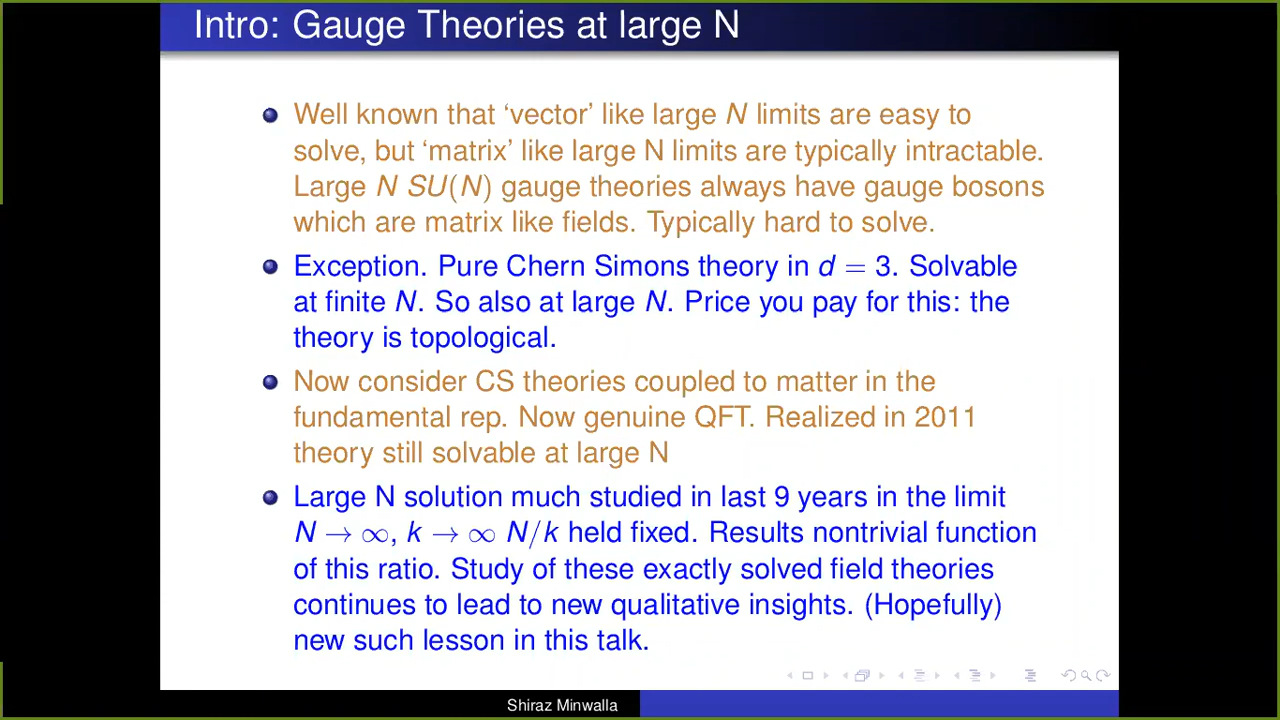 Intro: Gauge Theories at large N
Well known that ‘vector’ like large N limits are easy to
solve, but ‘matrix’ like large N limits are typically intractable.
Large N SU(N) gauge theories always have gauge bosons
which are matrix like fields. Typically hard to solve.
Exception. Pure Chern Simons theory in d = 3. Solvable
at finite N. So also at large N. Price you pay for this: the
theory is topological.
Now consider CS theories coupled to matter in the
fundamental rep. Now genuine QFT. Realized in 2011
theory still solvable at large N
Large N solution much studied in last 9 years in the limit
N → ∞, k → ∞ N/k held fixed. Results nontrivial function
of this ratio. Study of these exactly solved field theories
continues to lead to new qualitative insights. (Hopefully)
new such lesson in this talk.
Shiraz Minwalla